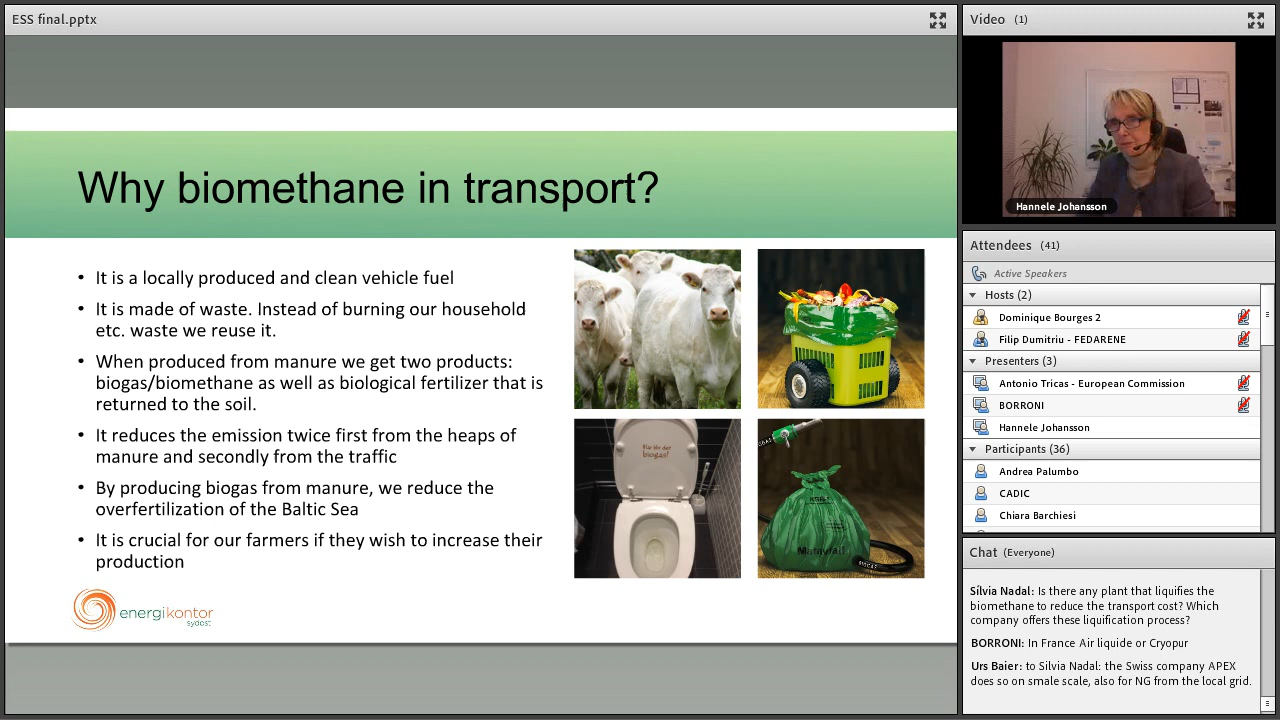 ESS final.pptx
Why biomethane in transport?
• It is a locally produced and clean vehicle fuel
• It is made of waste. Instead of burning our household
etc. waste we reuse it.
• When produced from manure we get two products:
biogas/biomethane as well as biological fertilizer that is
returned to the soil.
• It reduces the emission twice first from the heaps of
manure and secondly from the traffic
• By producing biogas from manure, we reduce the
overfertilization of the Baltic Sea
• It is crucial for our farmers if they wish to increase their
production
biogas!
Matavfall
energikontor
sydost
Video (1)
Hannele Johansson
Attendees (41)
Active Speakers
Hosts (2)
Dominique Bourges 2
Filip Dumitriu - FEDARENE
Presenters (3)
Antonio Tricas - European Commission
BORRONI
Hannele Johansson
Participants (36)
Andrea Palumbo
CADIC
Chiara Barchiesi
Chat (Everyone)
Sílvia Nadal: Is there any plant that liquifies the
biomethane to reduce the transport cost? Which
company offers these liquification process?
BORRONI: In France Air liquide or Cryopur
Urs Baier: to Silvia Nadal: the Swiss company APEX
does so on smale scale, also for NG from the local grid.